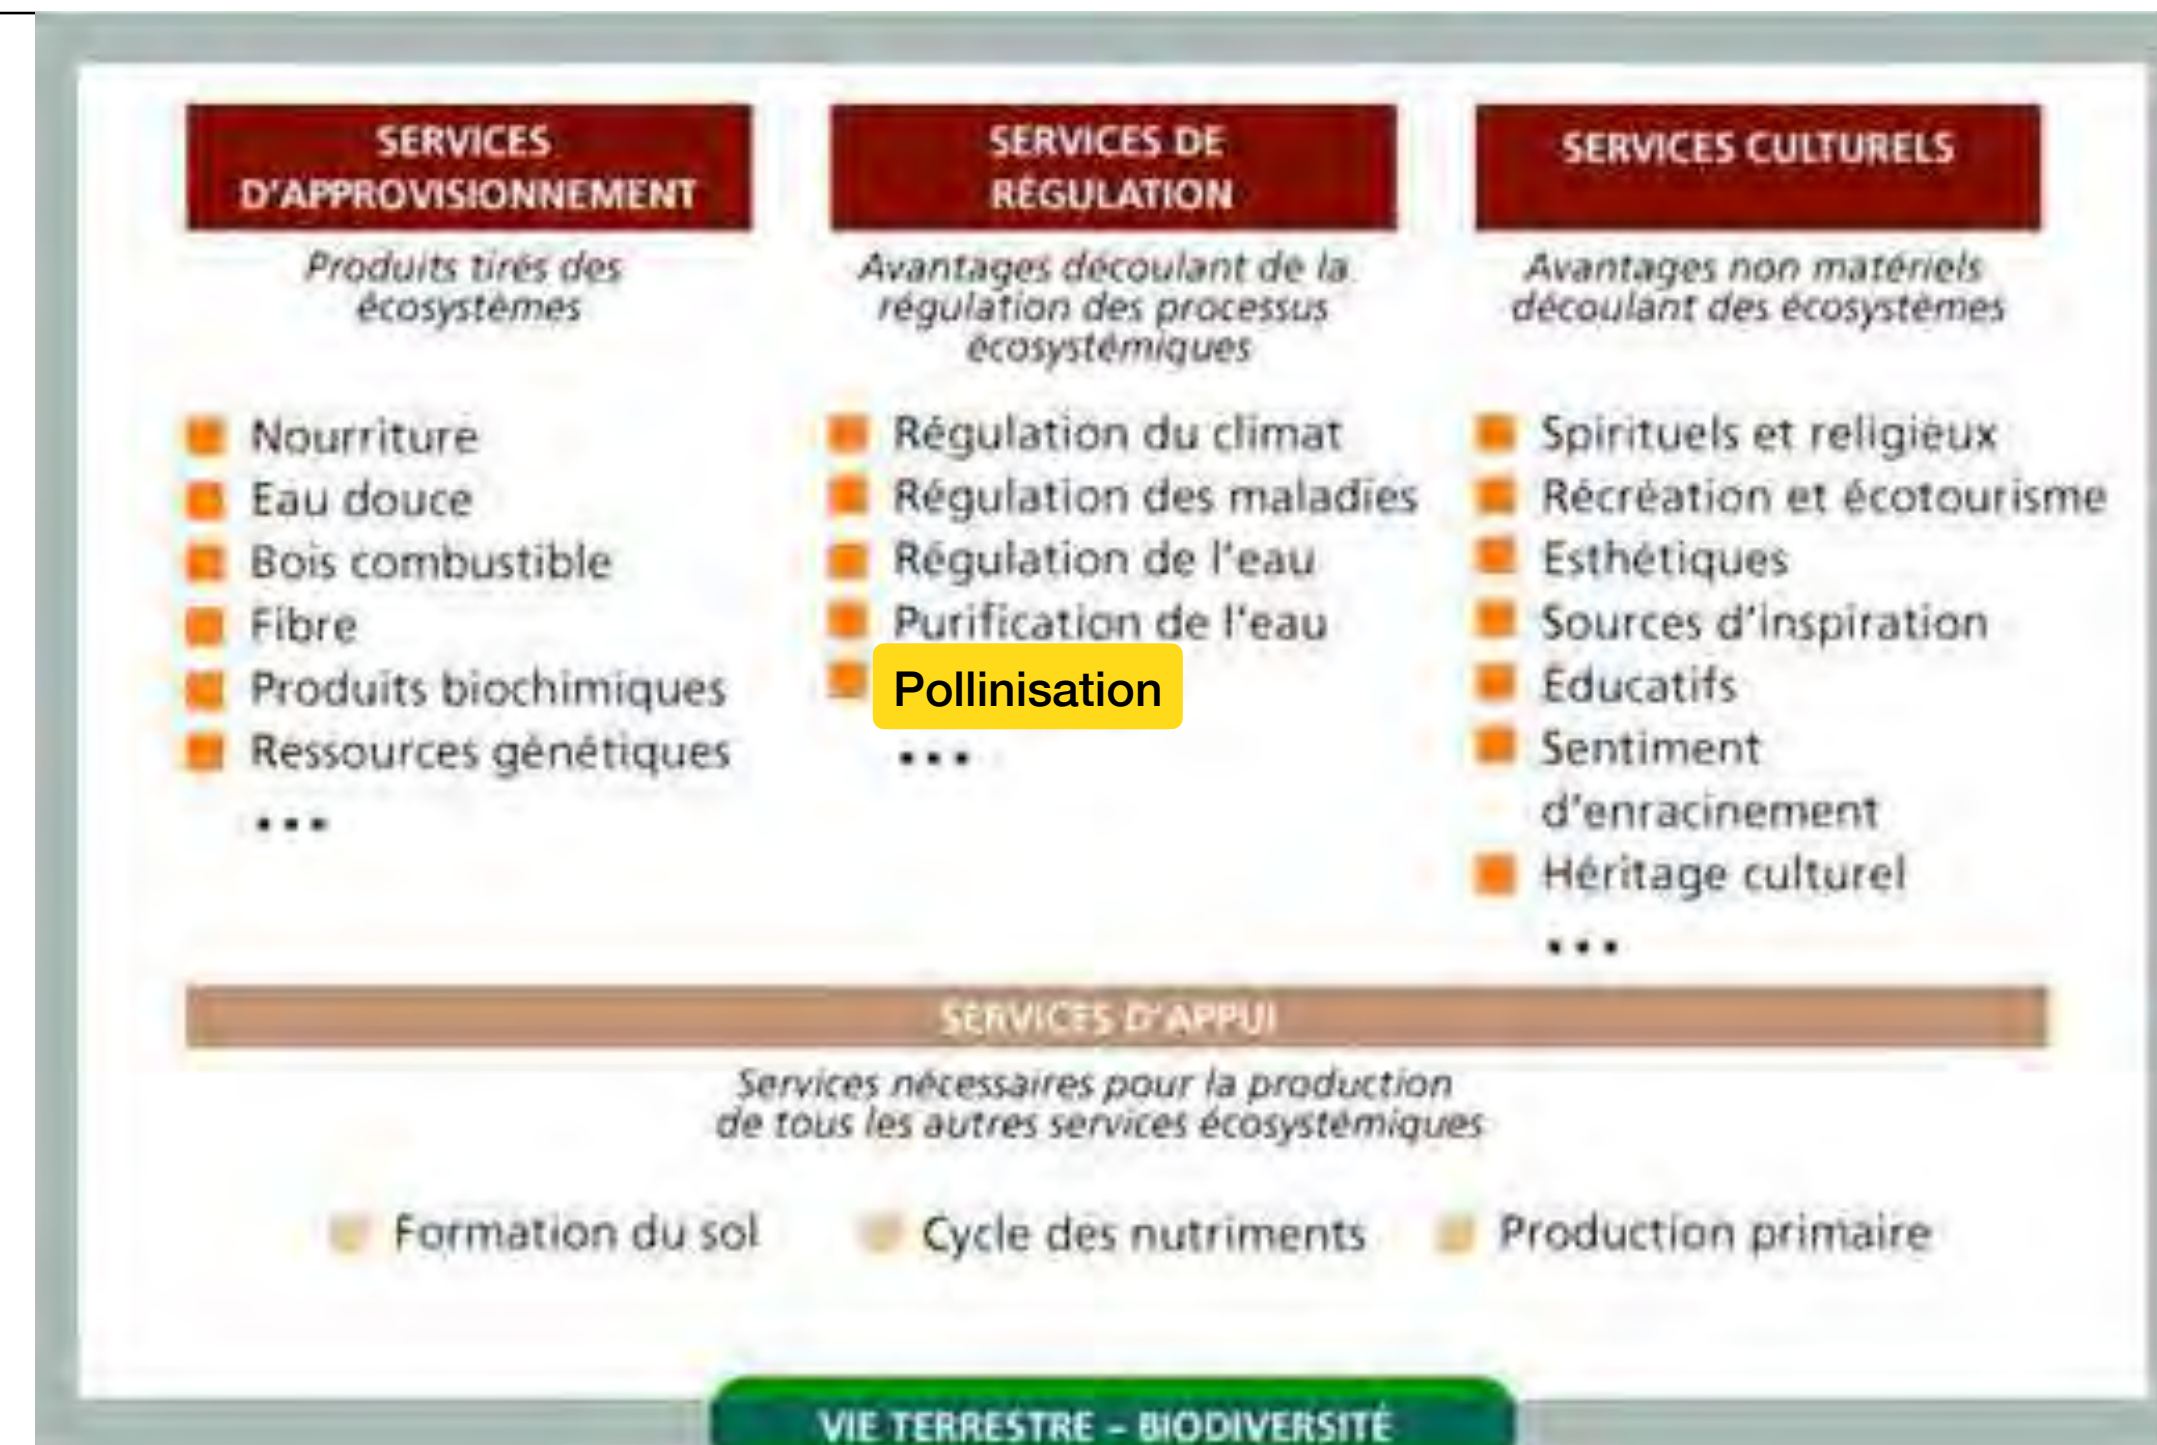 SERVICES
D'APPROVISIONNEMENT
Produits tirés des
écosystèmes
Nourriture
Eau douce
Bois combustible
Fibre
Produits biochimiques
Ressources génétiques
...
SERVICES DE
RÉGULATION
Avantages découlant de la
régulation des processus
écosystémiques
Régulation du climat
Régulation des maladies
Régulation de l'eau
Purification de l'eau
Pollinisation
...
SERVICES CULTURELS
Avantages non matériels
découlant des écosystèmes
Spirituels et religieux
Récréation et écotourisme
Esthétiques
Sources d'inspiration
Éducatifs
Sentiment
d'enracinement
Héritage culturel
...
SERVICES D'APPUI
Services nécessaires pour la production
de tous les autres services écosystémiques
Formation du sol
Cycle des nutriments
Production primaire
VIE TERRESTRE – BIODIVERSITÉ